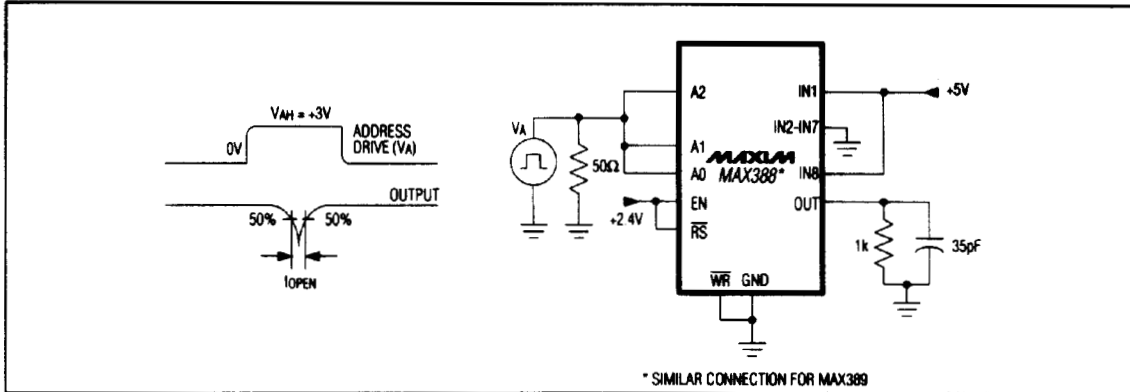 VAH = +3V
0V
ADDRESS
DRIVE (VA)
OUTPUT
50%
50%
tOPEN
VA
50Ω
+2.4V
A2
A1
A0
EN
RS
MAXIM
MAX388*
WR GND
IN1
IN2-IN7
IN8
OUT
+5V
1k
35pF
* SIMILAR CONNECTION FOR MAX389